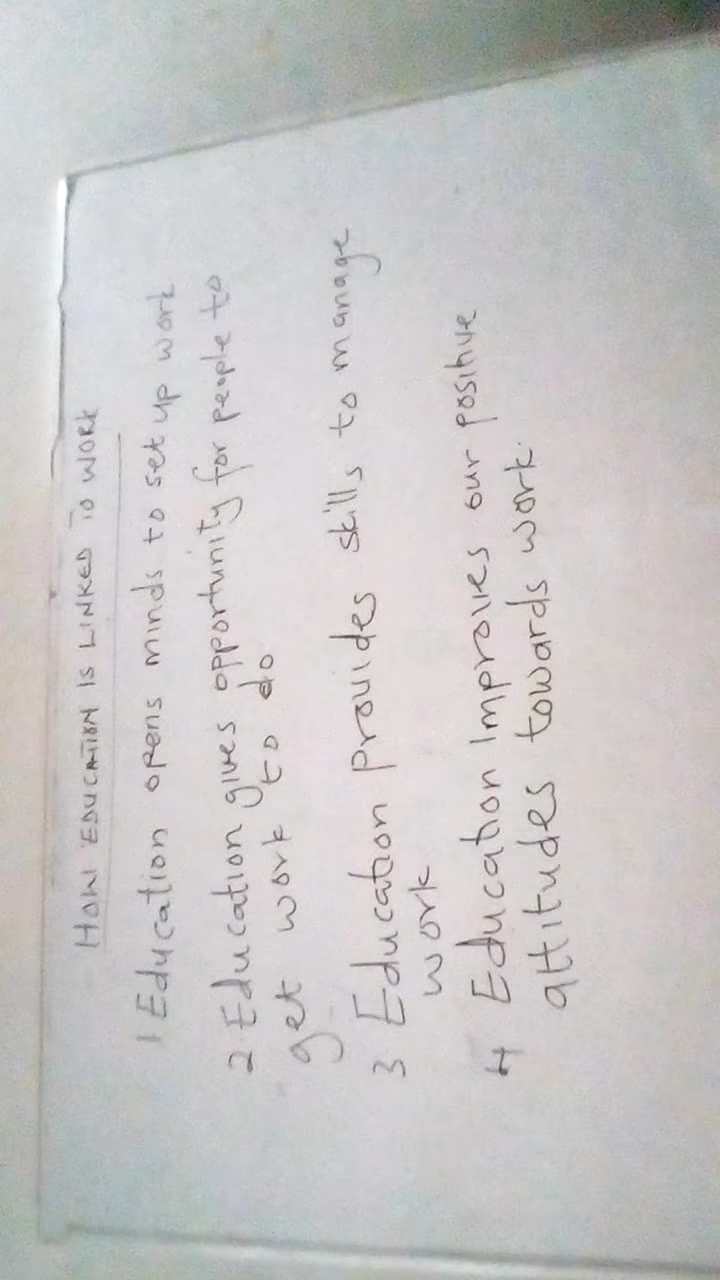 HOW EDUCATION IS LINKED TO WORK
1 Education opens minds to set up work
2 Education gives opportunity for people to
get work to do
3 Education provides skills to manage
work
4 Education Improves our positive
attitudes towards work.